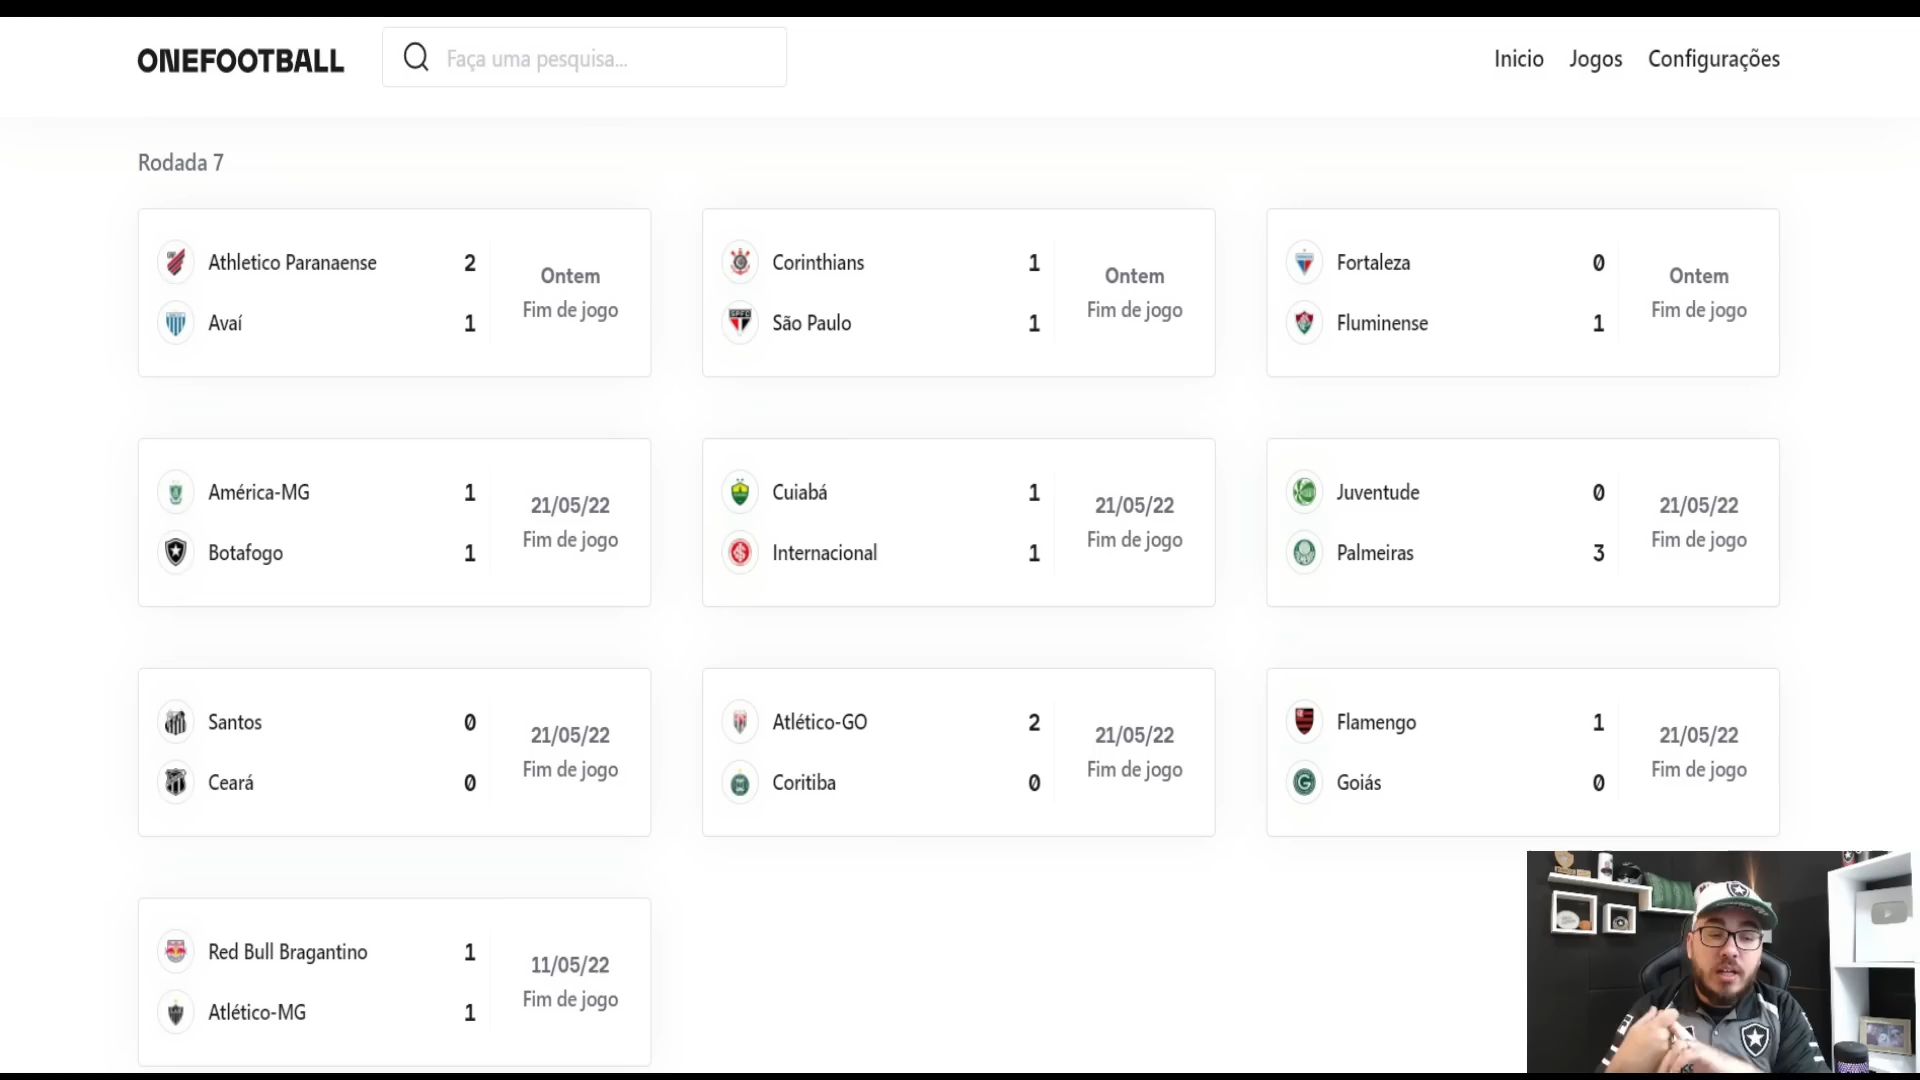 ONEFOOTBALL
Faça uma pesquisa...
Inicio
Jogos
Configurações
Rodada 7
Athletico Paranaense 2
Avaí 1
Ontem
Fim de jogo
Corinthians 1
São Paulo 1
Ontem
Fim de jogo
Fortaleza 0
Fluminense 1
Ontem
Fim de jogo
América-MG 1
Botafogo 1
21/05/22
Fim de jogo
Cuiabá 1
Internacional 1
21/05/22
Fim de jogo
Juventude 0
Palmeiras 3
21/05/22
Fim de jogo
Santos 0
Ceará 0
21/05/22
Fim de jogo
Atlético-GO 2
Coritiba 0
21/05/22
Fim de jogo
Flamengo 1
Goiás 0
21/05/22
Fim de jogo
Red Bull Bragantino 1
Atlético-MG 1
11/05/22
Fim de jogo